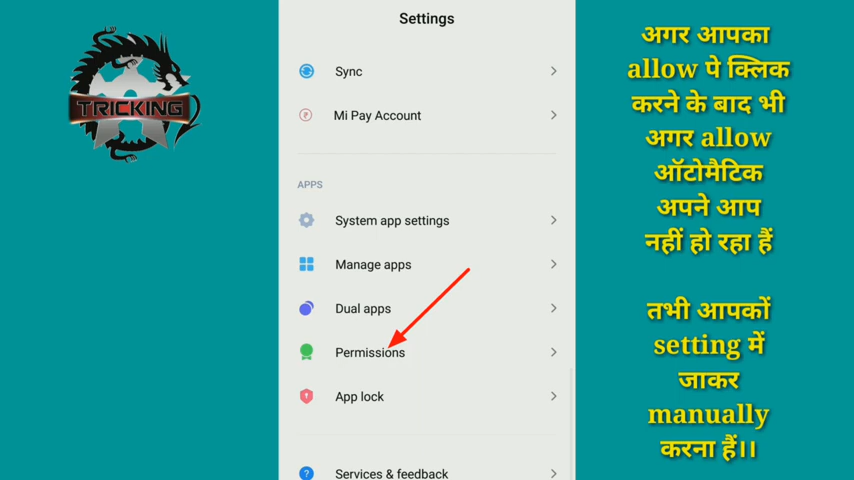 TRICKING
Settings
Sync
Mi Pay Account
APPS
System app settings
Manage apps
Dual apps
Permissions
App lock
Services & feedback
अगर आपका
allow पे क्लिक
करने के बाद भी
अगर allow
ऑटोमैटिक
अपने आप
नहीं हो रहा हैं
तभी आपकों
setting में
जाकर
manually
करना हैं।।